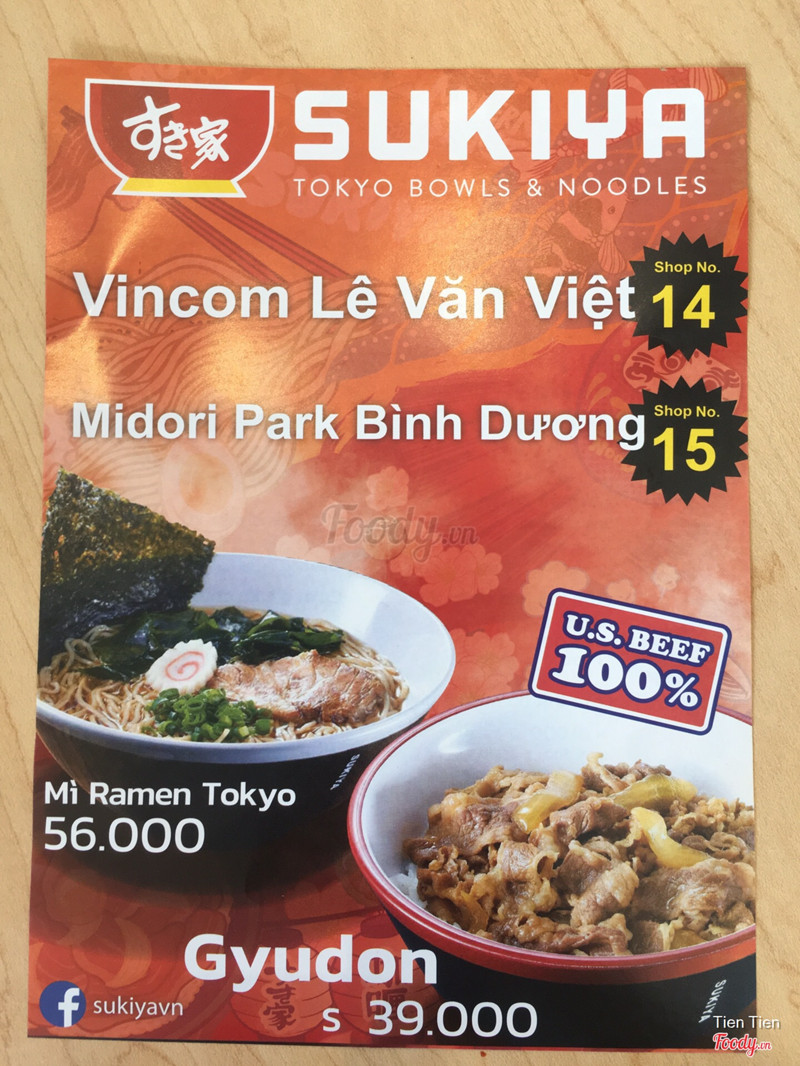 すき家
SUKIYA
TOKYO BOWLS & NOODLES
Vincom Lê Văn Việt
Shop No.
14
Midori Park Bình Dương
Shop No.
15
Foody.vn
U.S. BEEF
100%
SUKIYA
Mì Ramen Tokyo
56.000
Gyudon
s 39.000
SUKIYA
sukiyavn
Tien Tien
Foody.vn